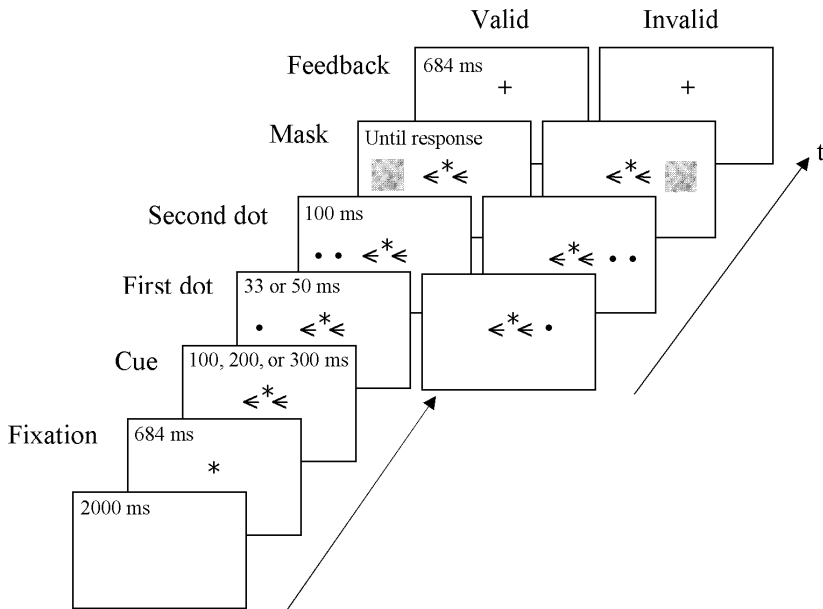 Valid Invalid
Feedback 684 ms
+ +
Mask Until response
t
*
*
Second dot 100 ms
*
*
First dot 33 or 50 ms
*
*
Cue 100, 200, or 300 ms
*
Fixation 684 ms
*
2000 ms